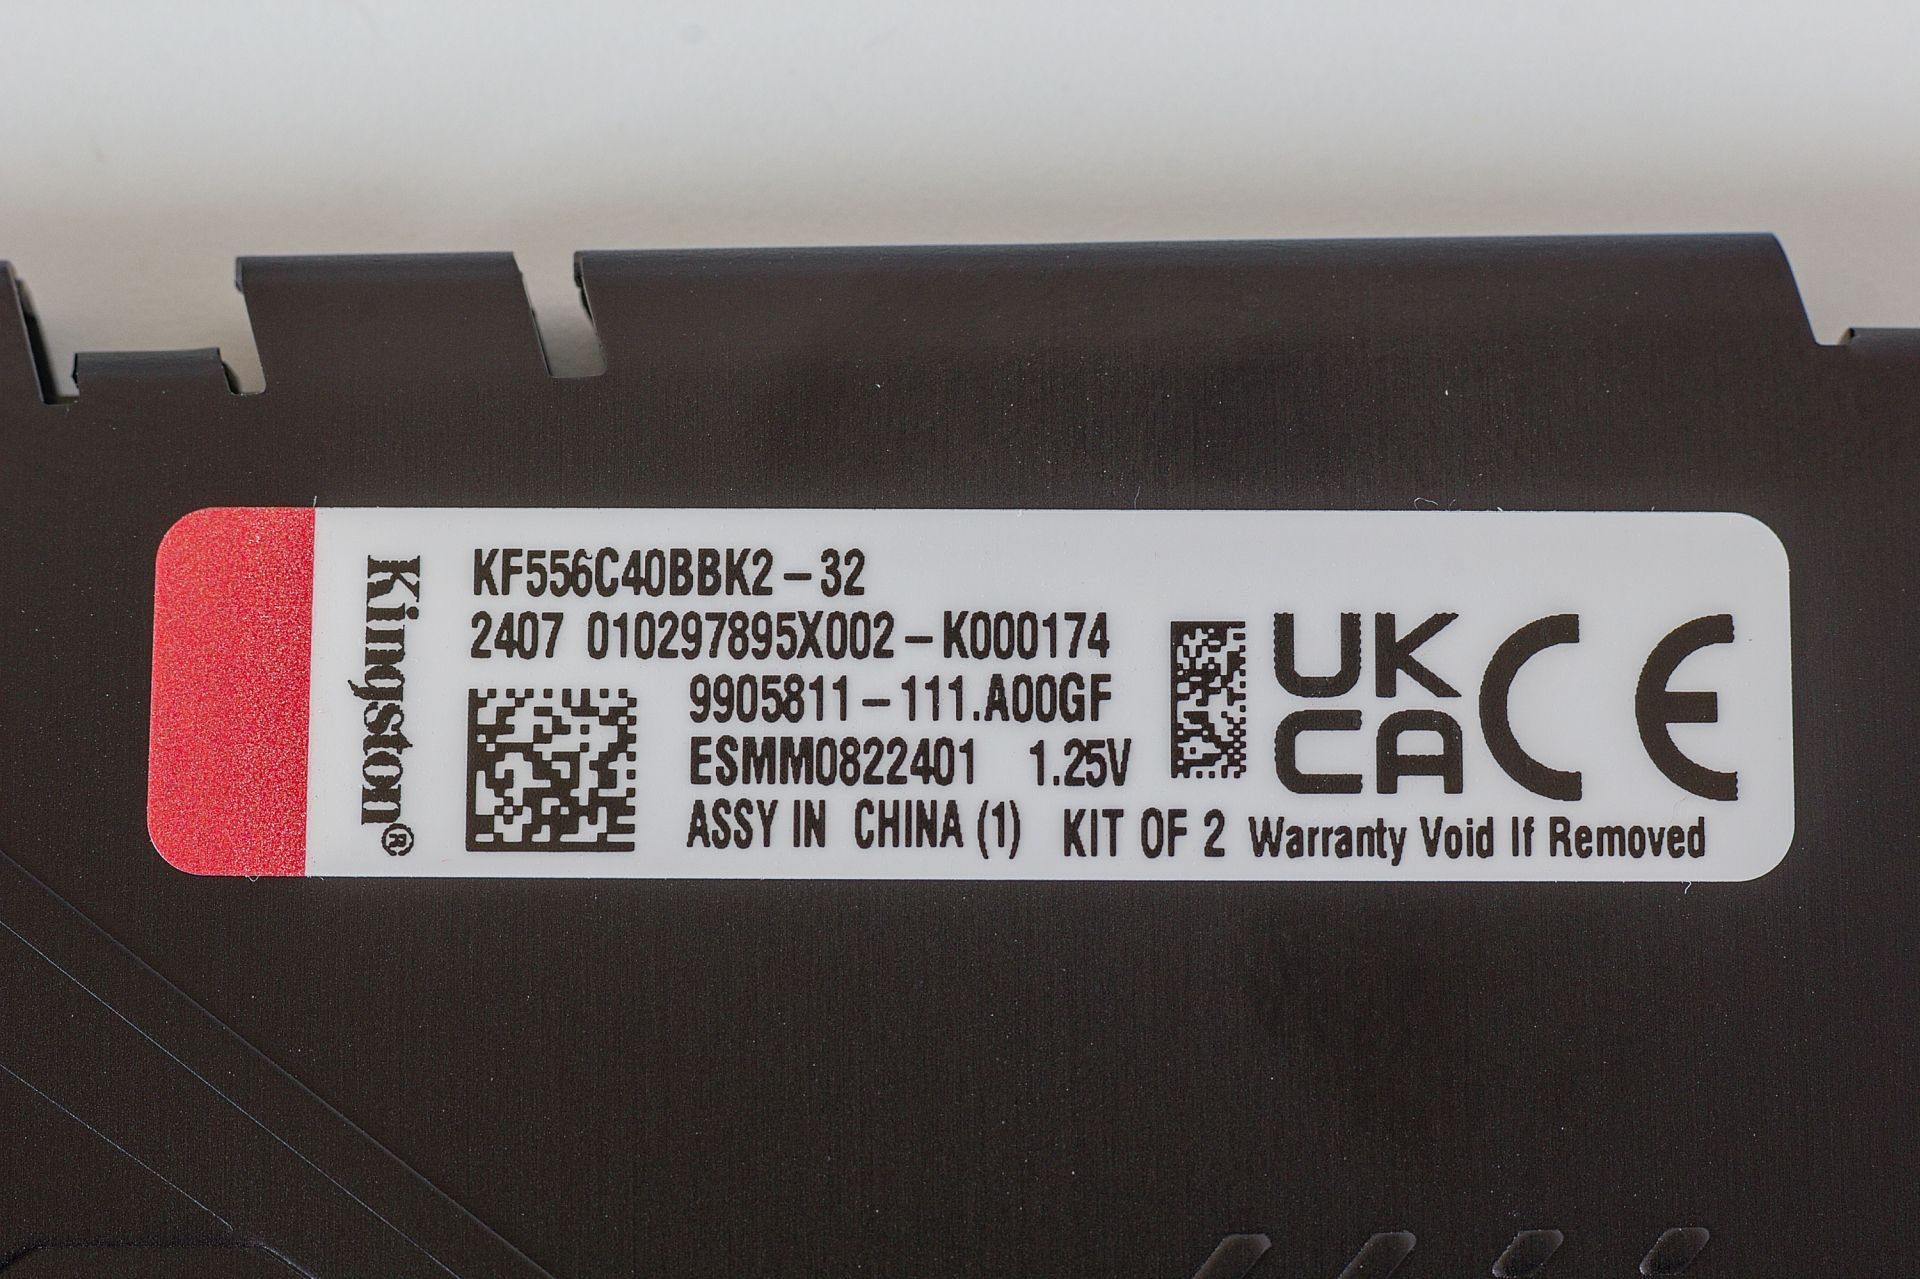 Kingston®
KF556C40BBK2-32
2407 010297895X002-K000174
9905811-111.A00GF
ESMM0822401 1.25V
ASSY IN CHINA (1) KIT OF 2 Warranty Void If Removed
UK
CA
CE